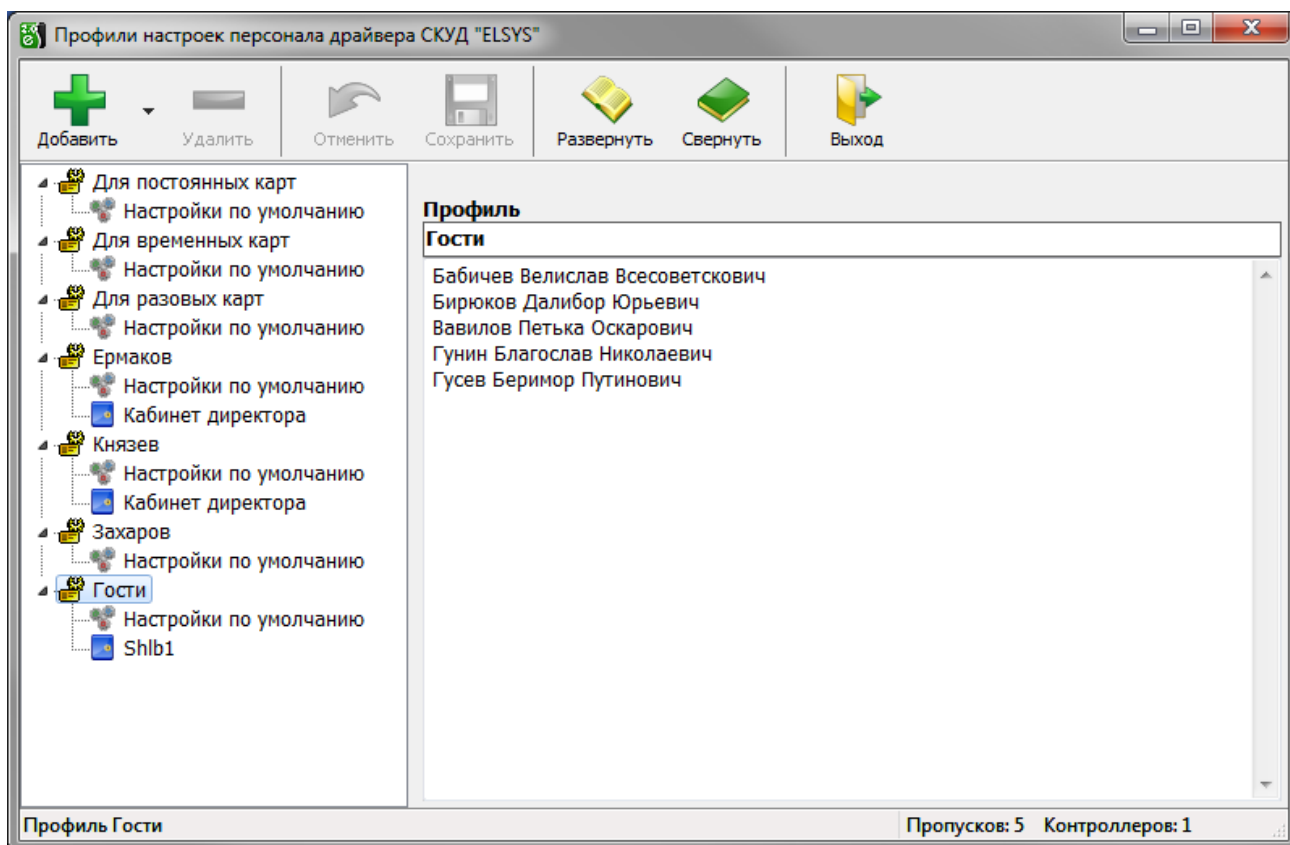 Профили настроек персонала драйвера СКУД "ELSYS"
Добавить Удалить Отменить Сохранить Развернуть Свернуть Выход
Для постоянных карт
Настройки по умолчанию
Для временных карт
Настройки по умолчанию
Для разовых карт
Настройки по умолчанию
Ермаков
Настройки по умолчанию
Кабинет директора
Князев
Настройки по умолчанию
Кабинет директора
Захаров
Настройки по умолчанию
Гости
Настройки по умолчанию
Shlb1
Профиль
Гости
Бабичев Велислав Всесоветскович
Бирюков Далибор Юрьевич
Вавилов Петька Оскарович
Гунин Благослав Николаевич
Гусев Беримор Путинович
Профиль Гости Пропусков: 5 Контроллеров: 1